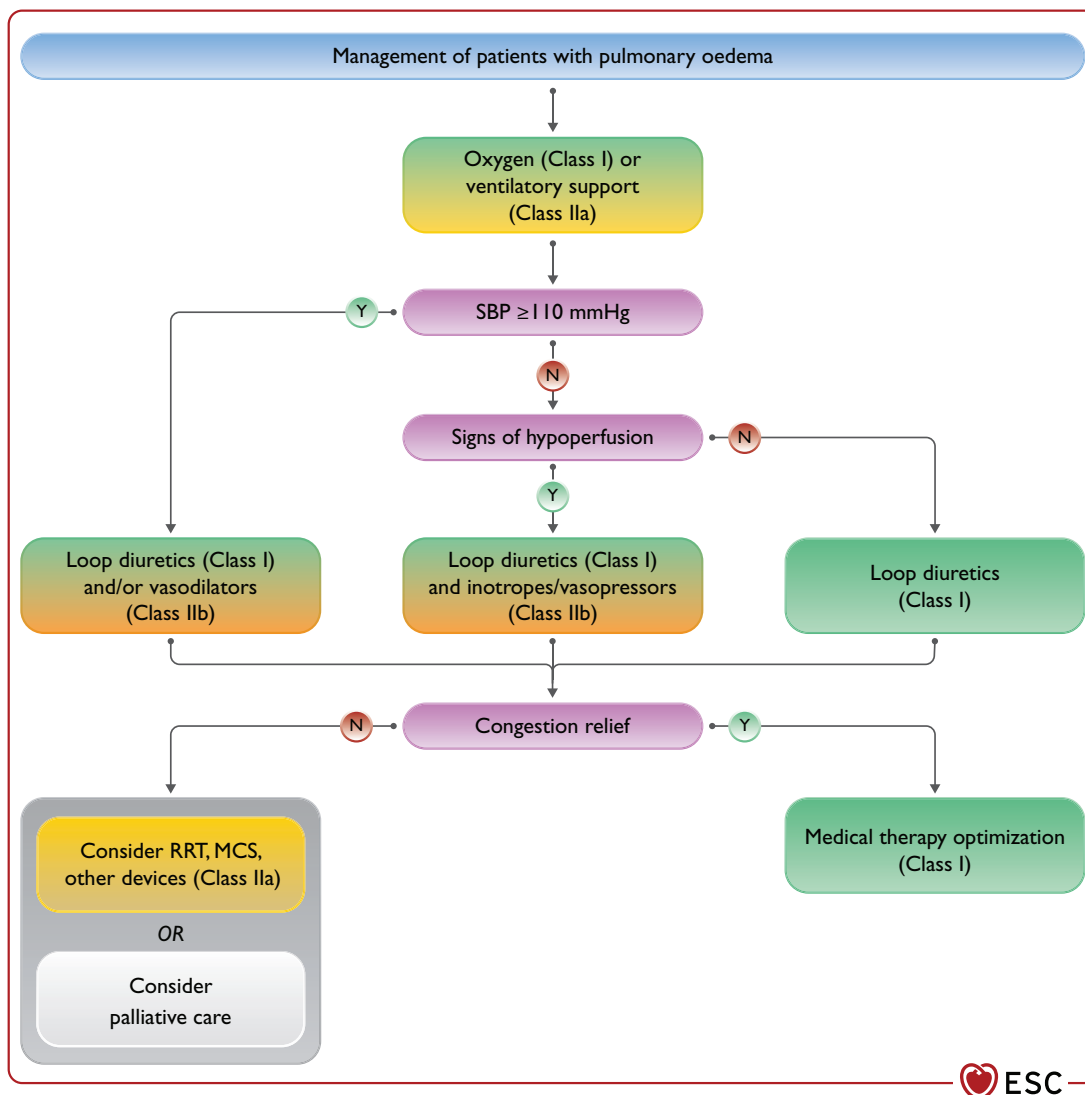 Management of patients with pulmonary oedema
Oxygen (Class I) or
ventilatory support
(Class IIa)
Y
SBP ≥110 mmHg
N
Signs of hypoperfusion
N
Y
Loop diuretics (Class I)
and/or vasodilators
(Class IIb)
Loop diuretics (Class I)
and inotropes/vasopressors
(Class IIb)
Loop diuretics
(Class I)
N
Congestion relief
Y
Consider RRT, MCS,
other devices (Class IIa)
OR
Consider
palliative care
Medical therapy optimization
(Class I)
ESC